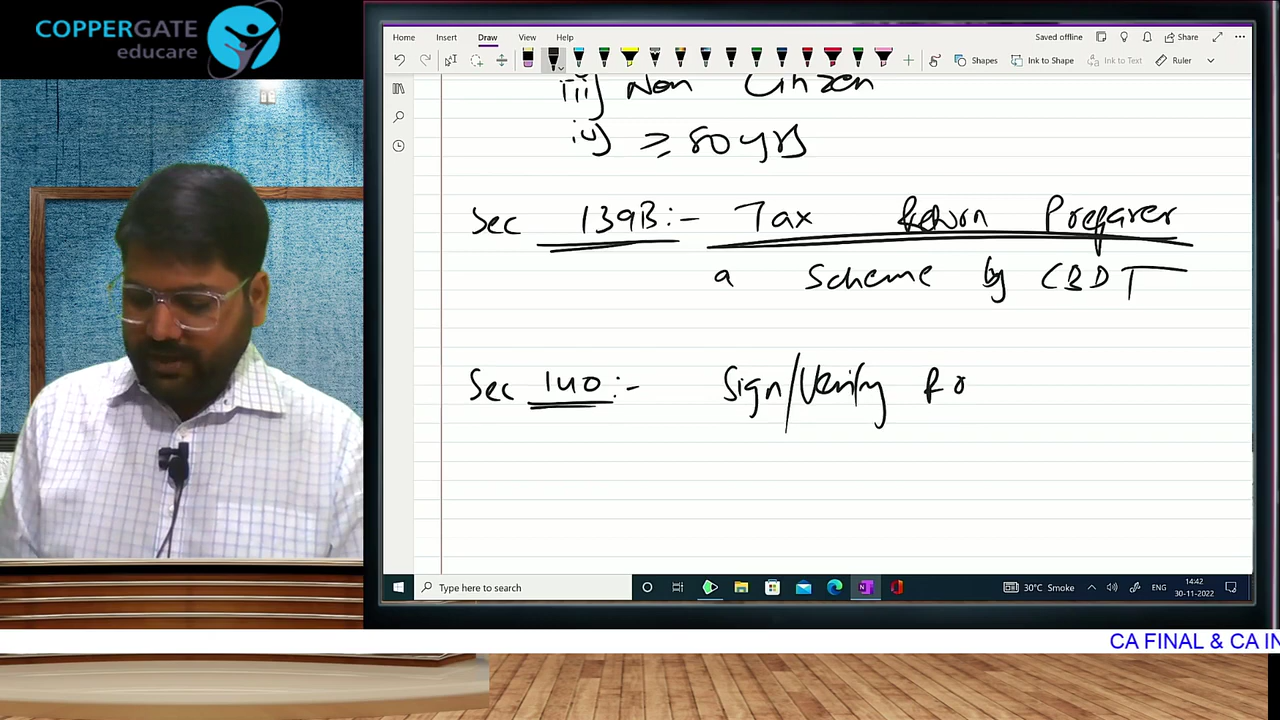 COPPERGATE
educare
Home Insert Draw View Help
Saved offline
Share
Shapes
Ink to Shape
Ink to Text
Ruler
iii) Non Citizen
iv) ≥ 80 yrs
Sec 139B:- Tax Return Preparer
a Scheme by CBDT
Sec 140:- Sign/Verify Ro
Type here to search
30°C Smoke
ENG
14:42
30-11-2022
CA FINAL & CA IN